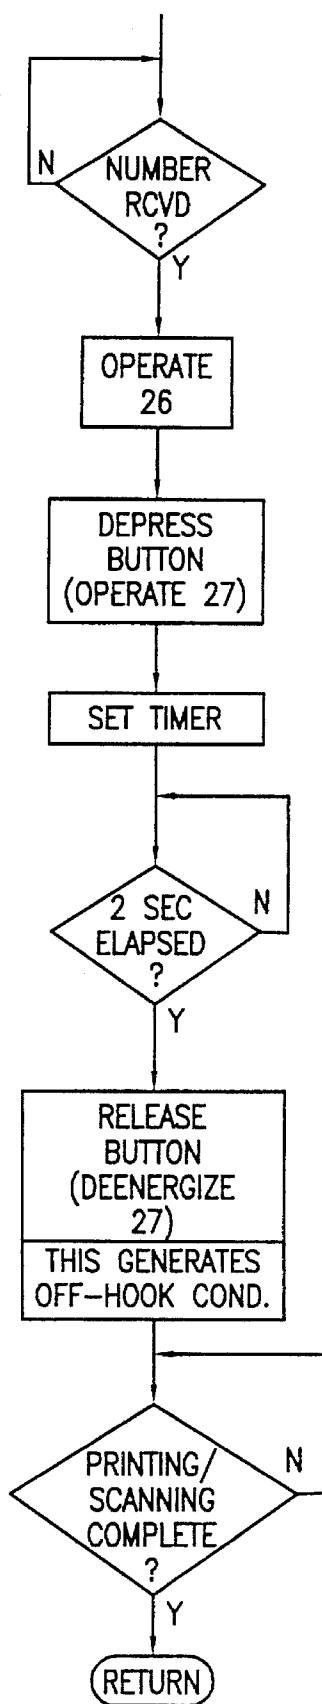 N
NUMBER
RCVD
?
Y
OPERATE
26
DEPRESS
BUTTON
(OPERATE 27)
SET TIMER
2 SEC
ELAPSED
?
N
Y
RELEASE
BUTTON
(DEENERGIZE
27)
THIS GENERATES
OFF-HOOK COND.
PRINTING/
SCANNING
COMPLETE
?
N
Y
RETURN